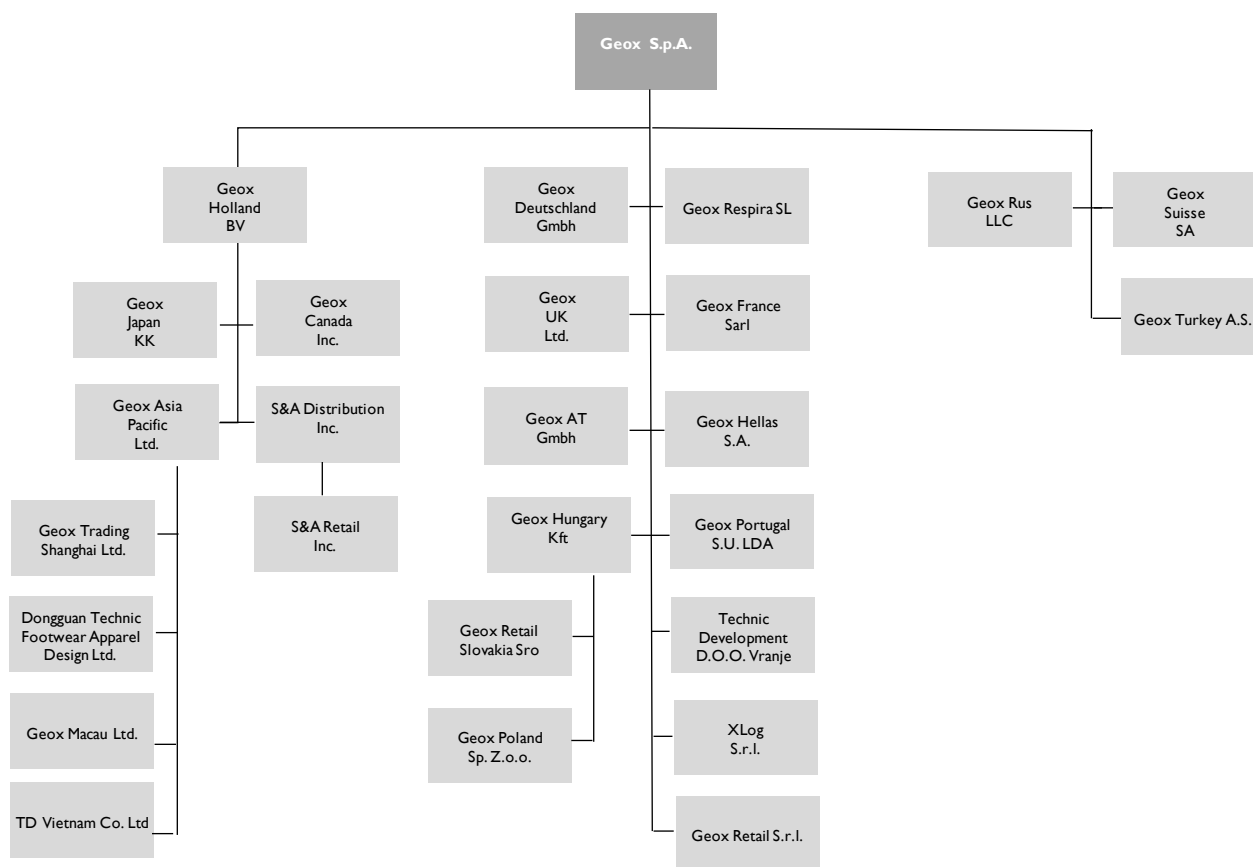 Geox S.p.A.
Geox
Holland
BV
Geox
Deutschland
Gmbh
Geox Respira SL
Geox Rus
LLC
Geox
Suisse
SA
Geox
Japan
KK
Geox
Canada
Inc.
Geox
UK
Ltd.
Geox France
Sarl
Geox Turkey A.S.
Geox Asia
Pacific
Ltd.
S&A Distribution
Inc.
Geox AT
Gmbh
Geox Hellas
S.A.
Geox Trading
Shanghai Ltd.
S&A Retail
Inc.
Geox Hungary
Kft
Geox Portugal
S.U. LDA
Dongguan Technic
Footwear Apparel
Design Ltd.
Geox Retail
Slovakia Sro
Technic
Development
D.O.O. Vranje
Geox Macau Ltd.
Geox Poland
Sp. Z.o.o.
XLog
S.r.l.
TD Vietnam Co. Ltd
Geox Retail S.r.l.